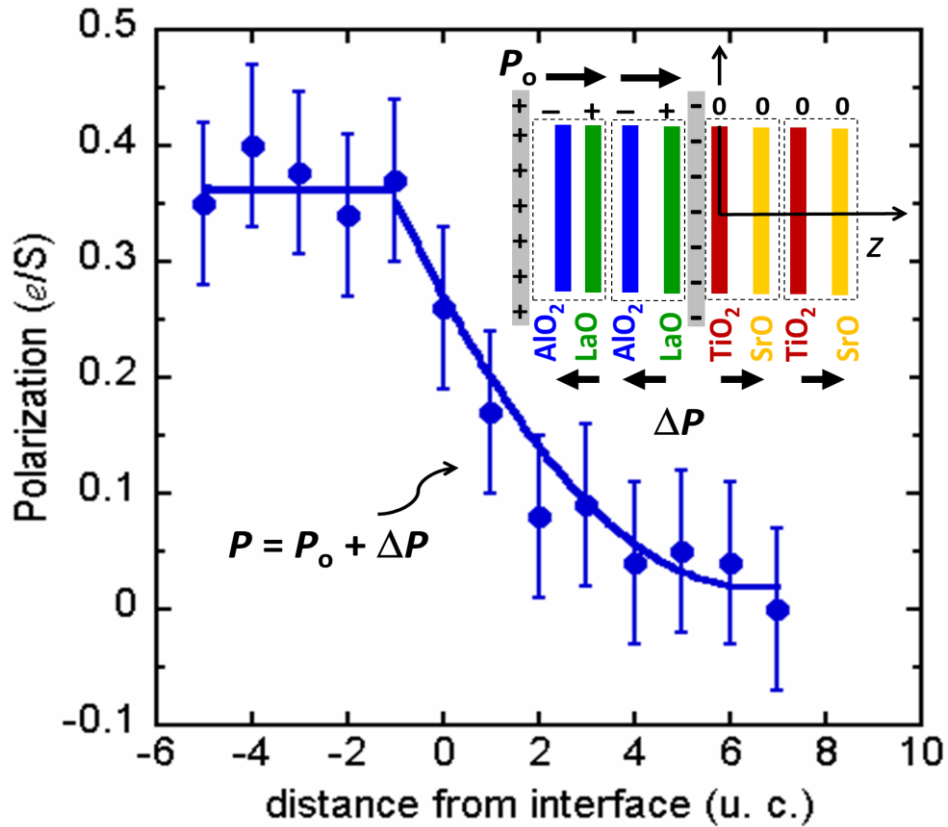 Polarization (e/S)
0.5
0.4
0.3
0.2
0.1
0
-0.1
-6 -4 -2 0 2 4 6 8 10
distance from interface (u. c.)
P = Pₒ + ΔP
Pₒ
− + − + 0 0 0 0
+ + + + + + + +
- - - - - - - -
z
AlO₂ LaO AlO₂ LaO TiO₂ SrO TiO₂ SrO
ΔP